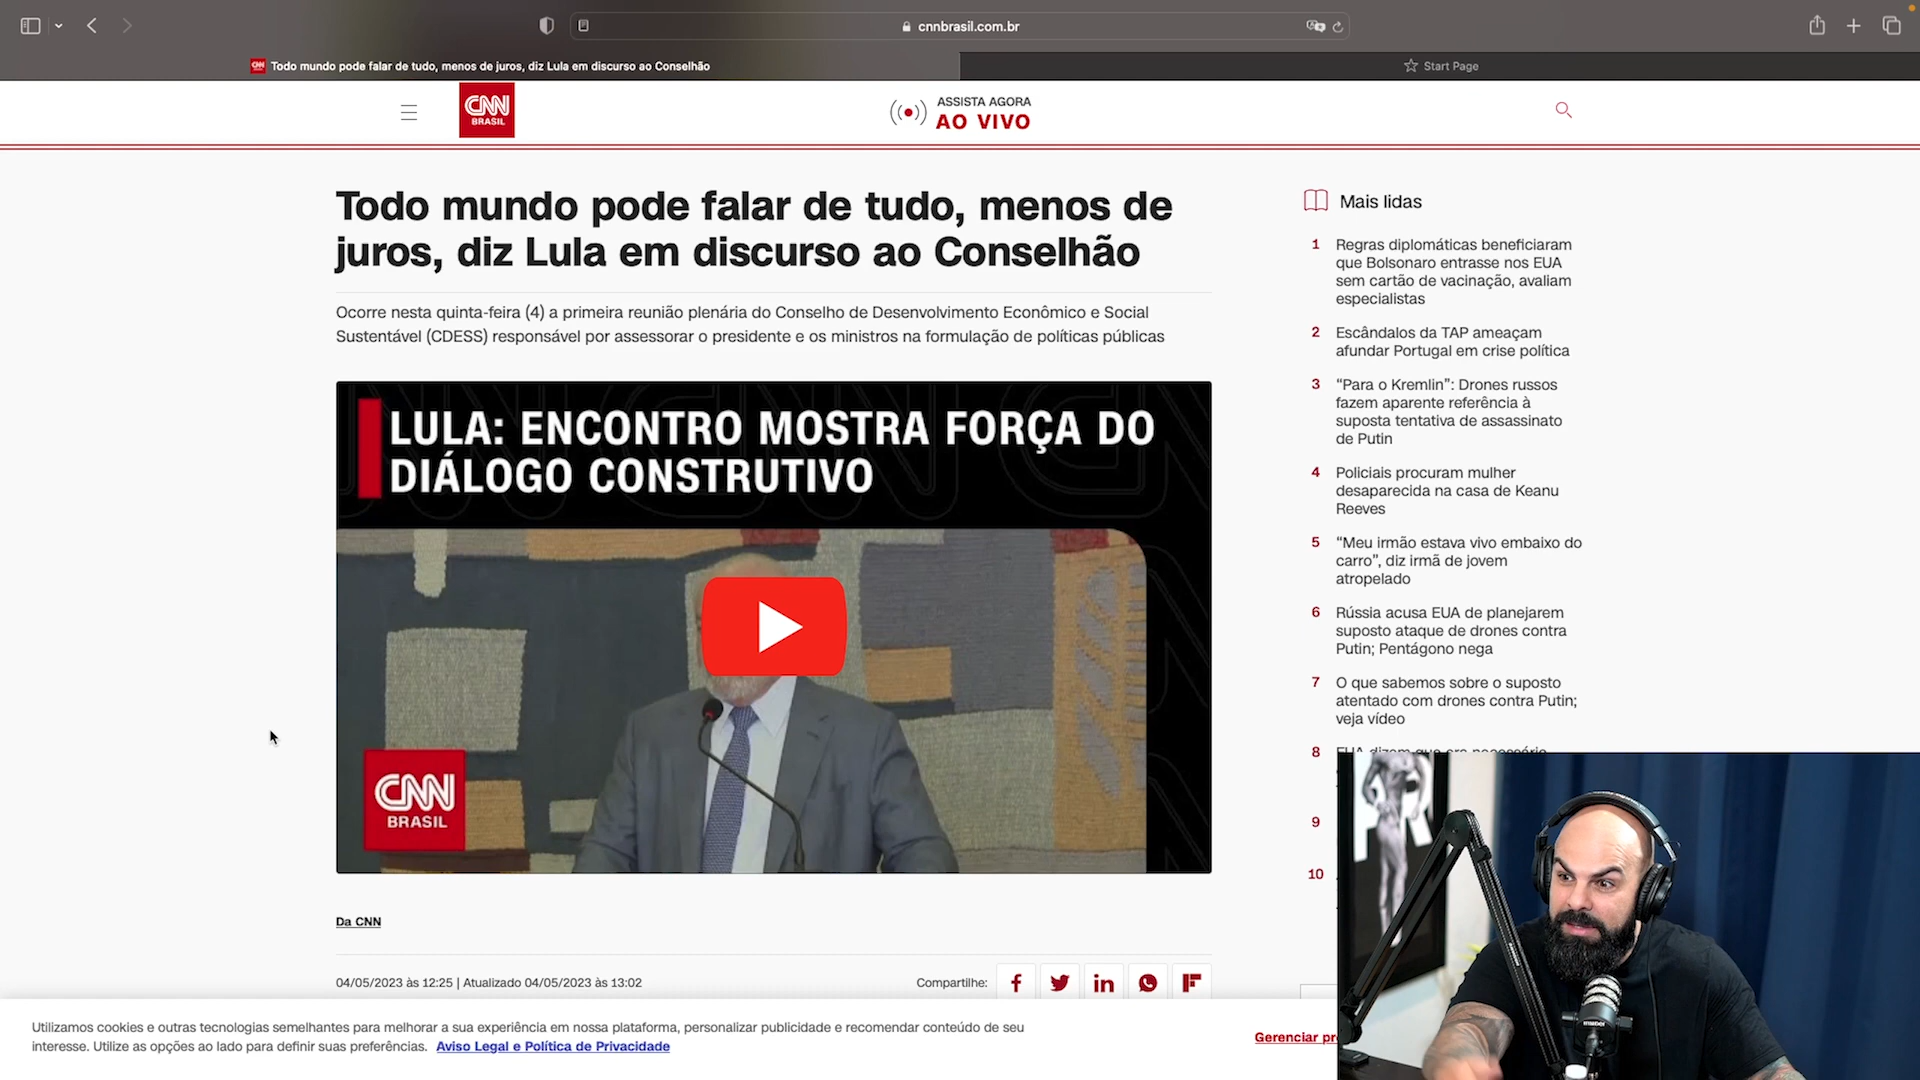 cnnbrasil.com.br
CNN Todo mundo pode falar de tudo, menos de juros, diz Lula em discurso ao Conselhão
Start Page
CNN
BRASIL
ASSISTA AGORA
AO VIVO
Todo mundo pode falar de tudo, menos de
juros, diz Lula em discurso ao Conselhão
Ocorre nesta quinta-feira (4) a primeira reunião plenária do Conselho de Desenvolvimento Econômico e Social
Sustentável (CDESS) responsável por assessorar o presidente e os ministros na formulação de políticas públicas
LULA: ENCONTRO MOSTRA FORÇA DO
DIÁLOGO CONSTRUTIVO
CNN
BRASIL
Da CNN
04/05/2023 às 12:25 | Atualizado 04/05/2023 às 13:02
Compartilhe:
Mais lidas
1 Regras diplomáticas beneficiaram
que Bolsonaro entrasse nos EUA
sem cartão de vacinação, avaliam
especialistas
2 Escândalos da TAP ameaçam
afundar Portugal em crise política
3 “Para o Kremlin”: Drones russos
fazem aparente referência à
suposta tentativa de assassinato
de Putin
4 Policiais procuram mulher
desaparecida na casa de Keanu
Reeves
5 “Meu irmão estava vivo embaixo do
carro”, diz irmã de jovem
atropelado
6 Rússia acusa EUA de planejarem
suposto ataque de drones contra
Putin; Pentágono nega
7 O que sabemos sobre o suposto
atentado com drones contra Putin;
veja vídeo
8 EUA dizem que era necessário
9
10
Utilizamos cookies e outras tecnologias semelhantes para melhorar a sua experiência em nossa plataforma, personalizar publicidade e recomendar conteúdo de seu
interesse. Utilize as opções ao lado para definir suas preferências. Aviso Legal e Política de Privacidade
Gerenciar pr